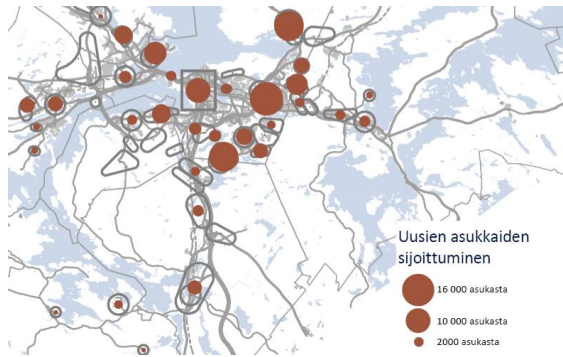 Uusien asukkaiden
sijoittuminen
16 000 asukasta
10 000 asukasta
2000 asukasta